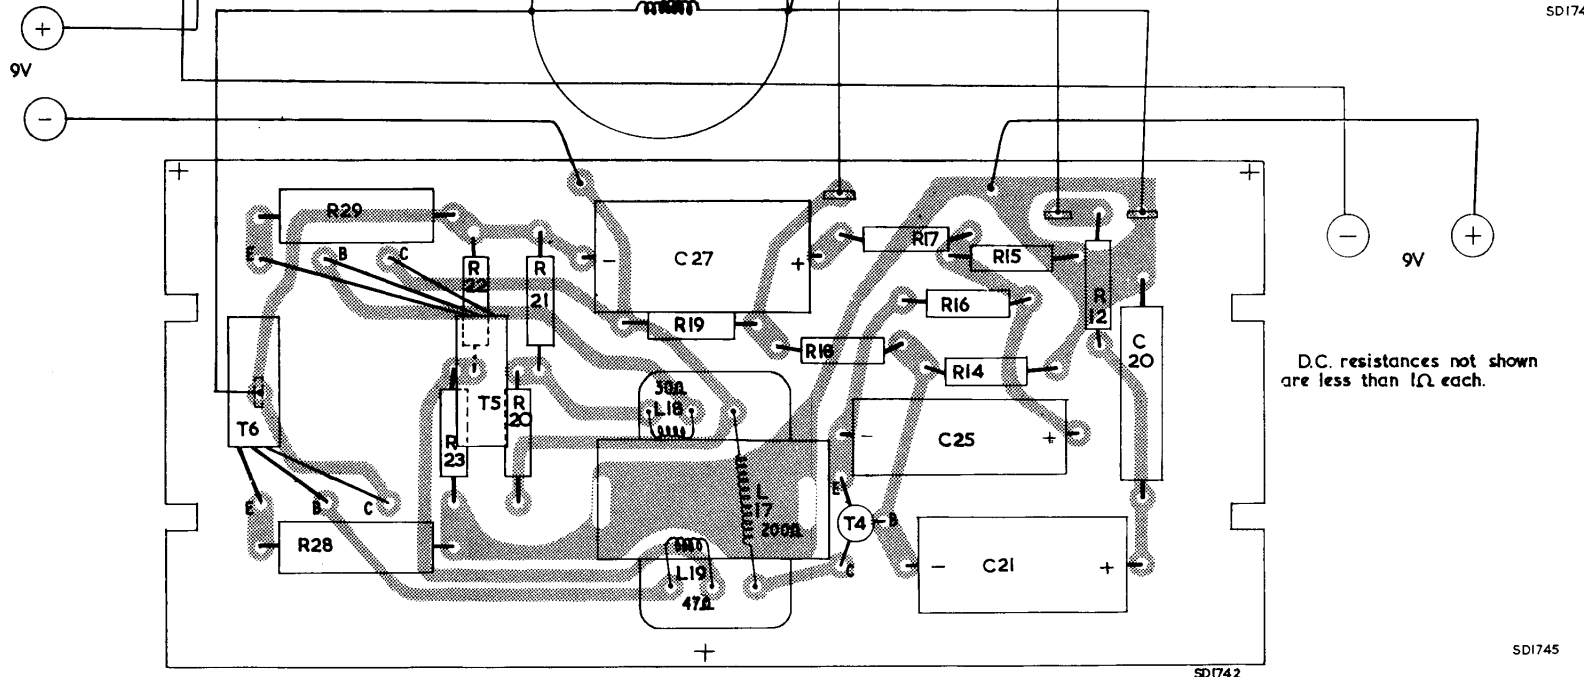 SD174
+
9V
-
+
+
R29
E
B
C
R
22
R
21
-
C27
+
R17
R15
-
+
9V
R16
R
12
R19
R18
C
20
R14
D.C. resistances not shown
are less than 1Ω each.
T6
T5
R
20
R
23
30Ω
L18
-
C25
+
L
17
200Ω
E
T4
B
C
E
B
C
R28
L19
47Ω
-
C21
+
+
SD1745
SD1742